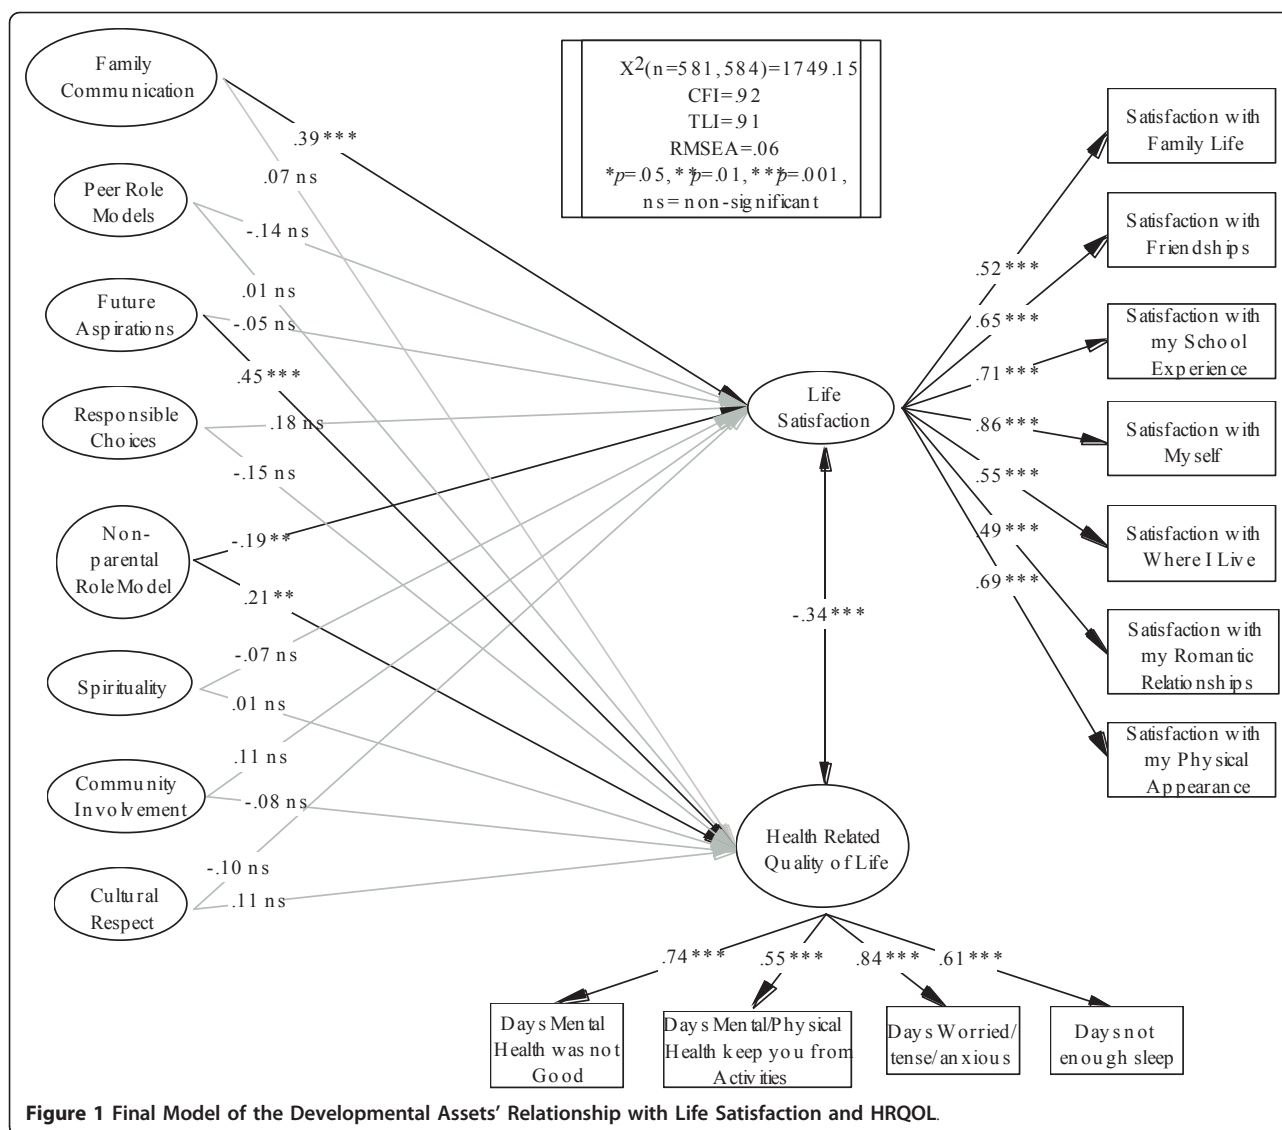 Family
Communication
Peer Role
Models
Future
Aspirations
Responsible
Choices
Non-
parental
Role Model
Spirituality
Community
Involvement
Cultural
Respect
.39***
.07 ns
-.14 ns
.01 ns
-.05 ns
.45***
.18 ns
-.15 ns
-.19**
.21 **
-.07 ns
.01 ns
.11 ns
-.08 ns
-.10 ns
.11 ns
X2(n=581,584)=1749.15
CFI=.92
TLI=.91
RMSEA=.06
*p=.05, **p=.01, ***p=.001,
ns= non-significant
Life
Satisfaction
-.34***
Health Related
Quality of Life
.52***
.65***
.71***
.86***
.55***
.49***
.69***
Satisfaction with
Family Life
Satisfaction with
Friendships
Satisfaction with
my School
Experience
Satisfaction with
Myself
Satisfaction with
Where I Live
Satisfaction with
my Romantic
Relationships
Satisfaction with
my Physical
Appearance
.74***
.55***
.84***
.61***
Days Mental
Health was not
Good
Days Mental/Physical
Health keep you from
Activities
Days Worried/
tense/anxious
Days not
enough sleep
Figure 1 Final Model of the Developmental Assets' Relationship with Life Satisfaction and HRQOL.